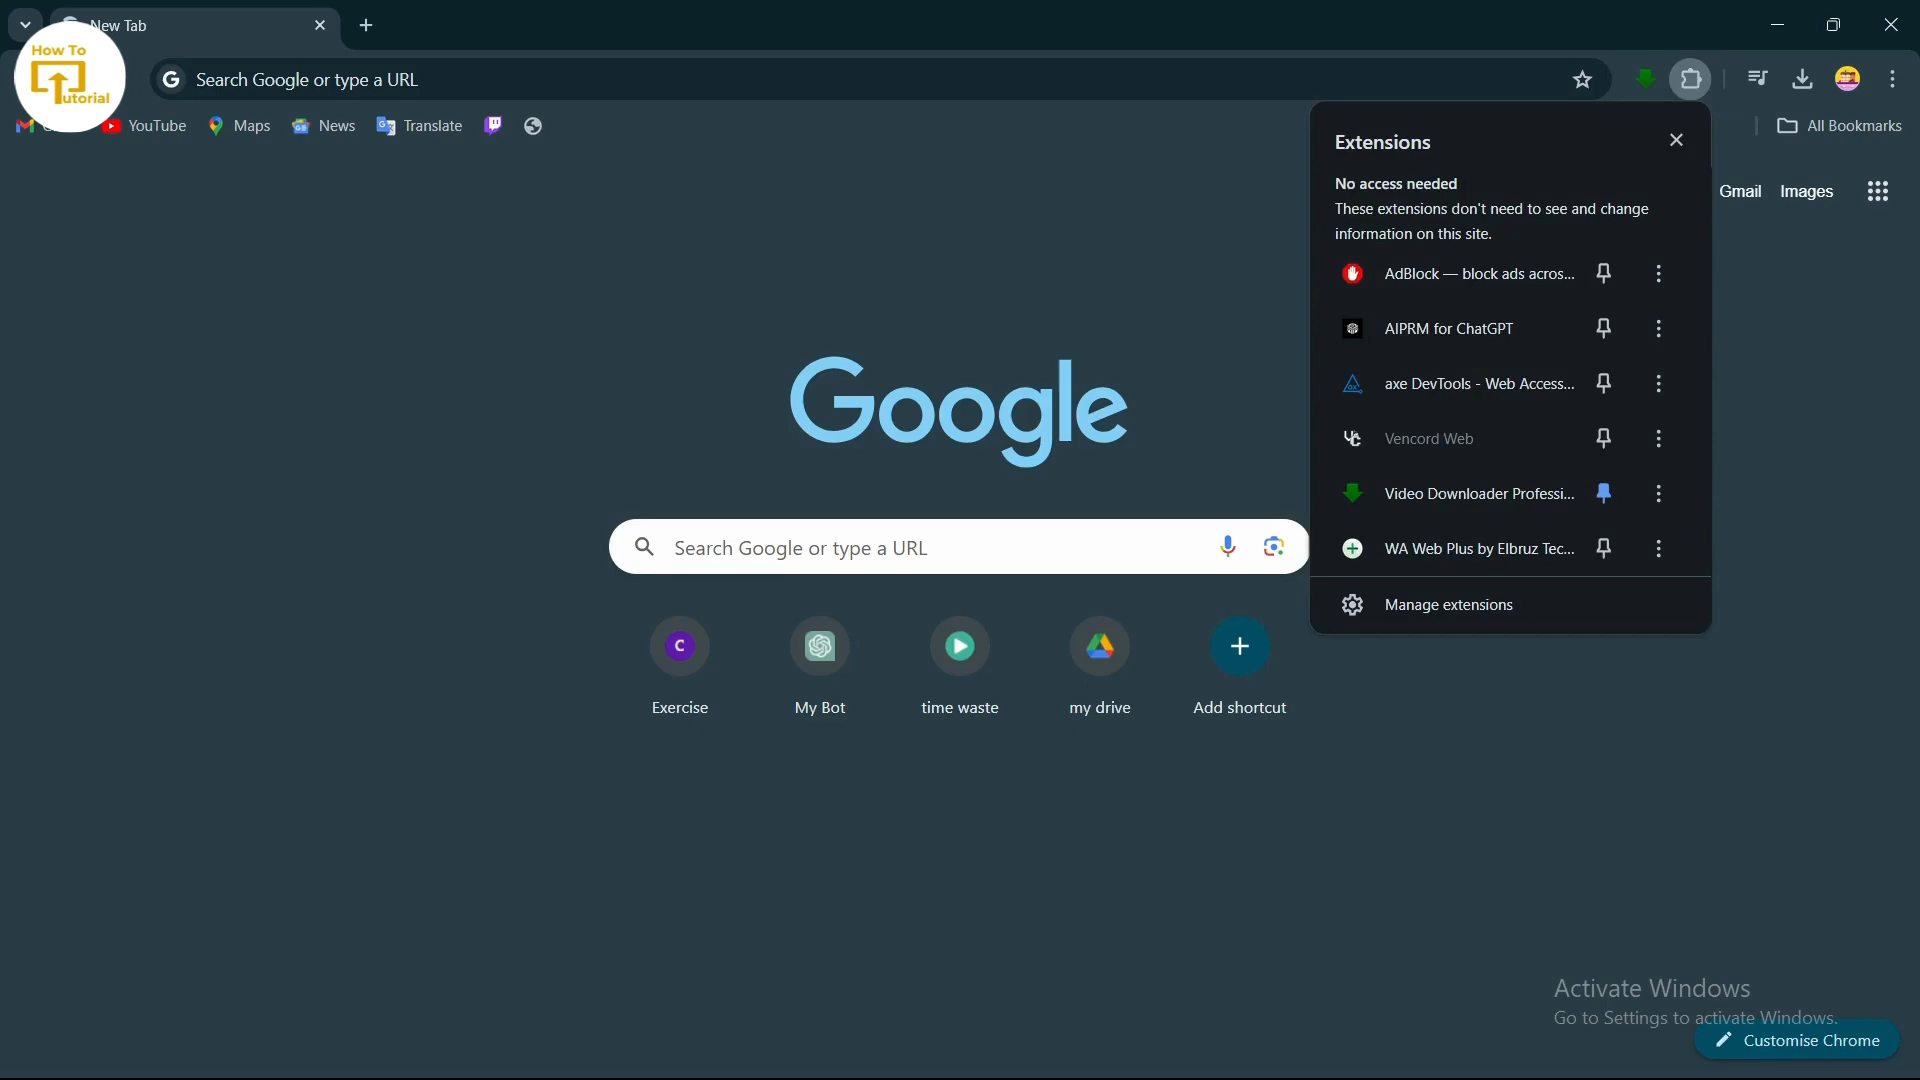 New Tab
How To
utorial
Search Google or type a URL
YouTube
Maps
News
Translate
All Bookmarks
Gmail
Images
Extensions
No access needed
These extensions don't need to see and change
information on this site.
AdBlock — block ads acros...
AIPRM for ChatGPT
axe DevTools - Web Access...
Vencord Web
Video Downloader Professi...
WA Web Plus by Elbruz Tec...
Manage extensions
Google
Search Google or type a URL
C
Exercise
My Bot
time waste
my drive
Add shortcut
Activate Windows
Go to Settings to activate Windows.
Customise Chrome